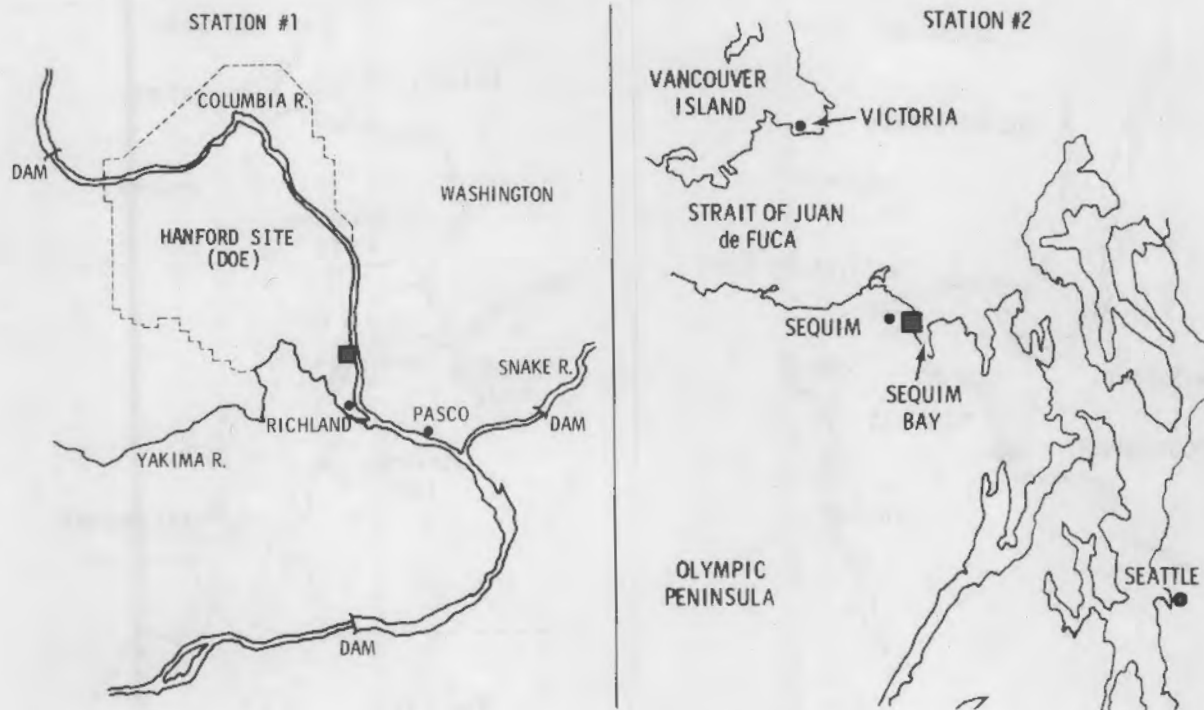 STATION #1
COLUMBIA R.
DAM
WASHINGTON
HANFORD SITE
(DOE)
SNAKE R.
DAM
RICHLAND
PASCO
YAKIMA R.
DAM
STATION #2
VANCOUVER
ISLAND
VICTORIA
STRAIT OF JUAN
de FUCA
SEQUIM
SEQUIM
BAY
OLYMPIC
PENINSULA
SEATTLE